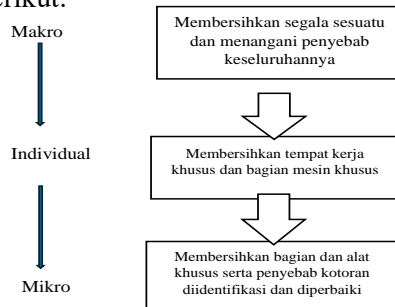 erikut:
Makro
Membersihkan segala sesuatu
dan menangani penyebab
keseluruhannya
Individual
Membersihkan tempat kerja
khusus dan bagian mesin khusus
Mikro
Membersihkan bagian dan alat
khusus serta penyebab kotoran
diidentifikasi dan diperbaiki